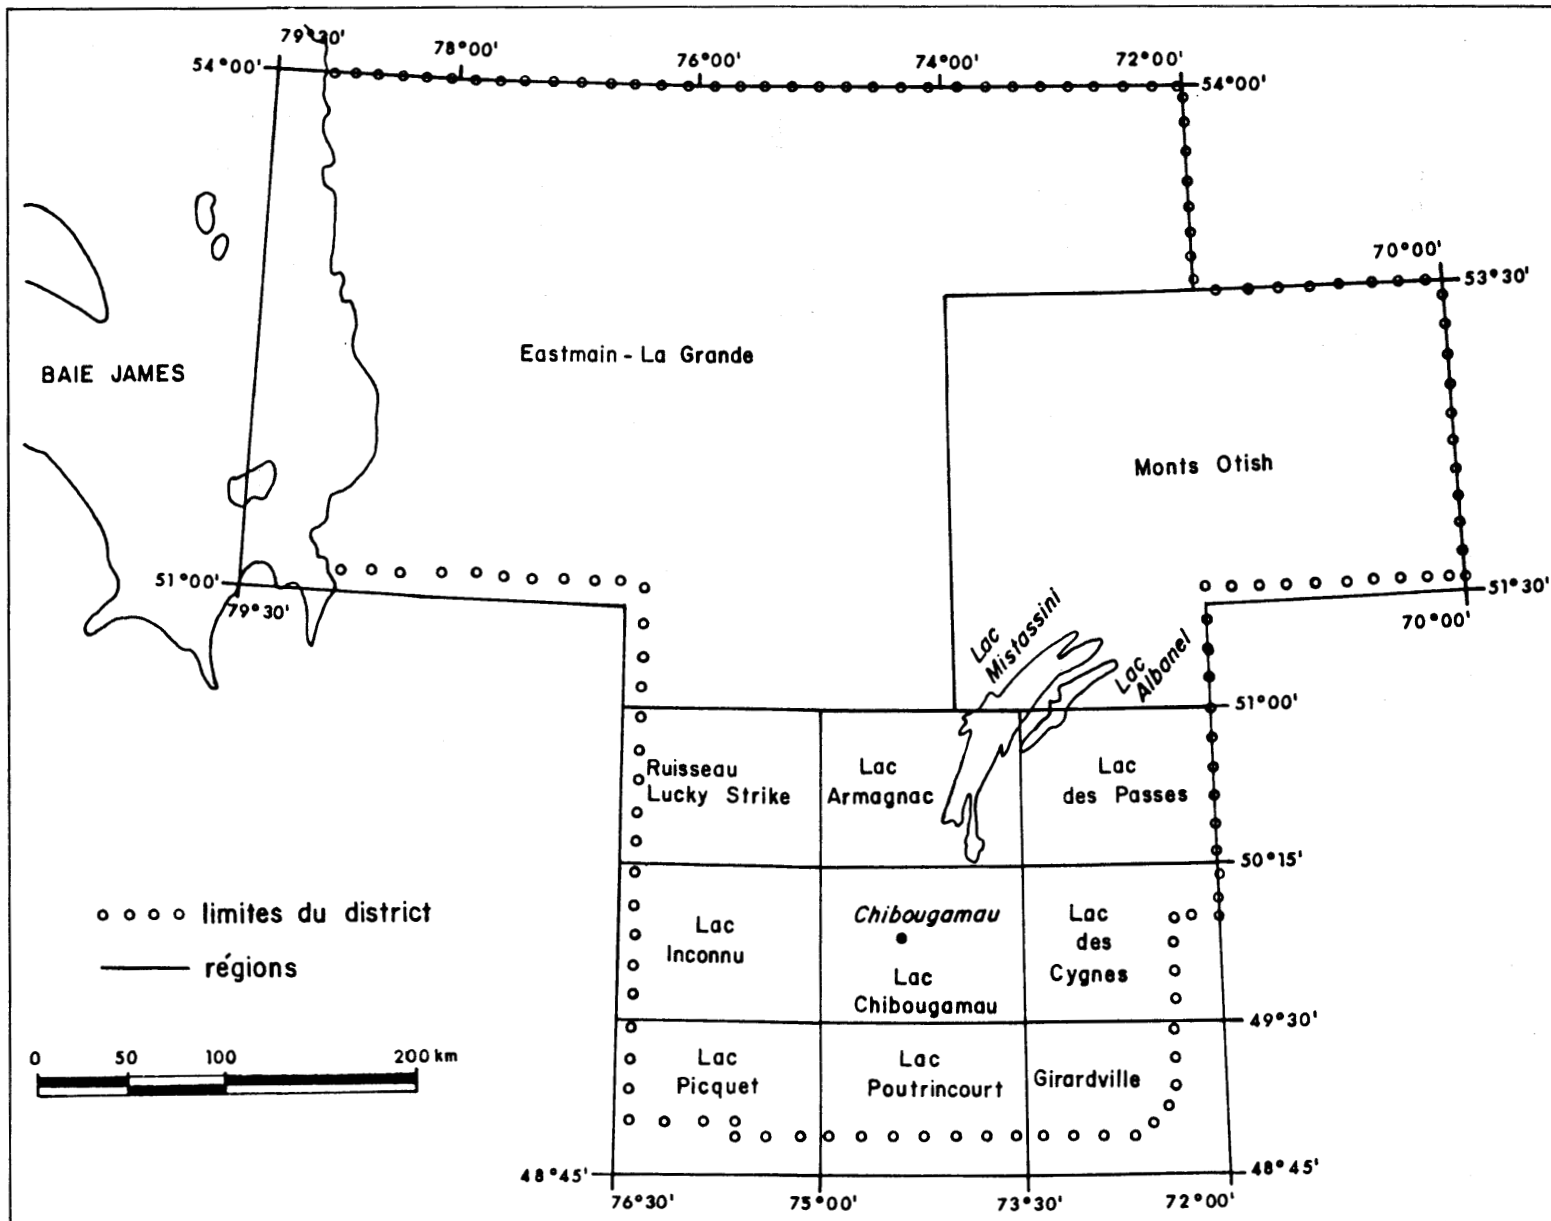 79°30'
78°00'
76°00'
74°00'
72°00'
54°00'
54°00'
70°00'
53°30'
Eastmain - La Grande
BAIE JAMES
Monts Otish
51°00'
79°30'
51°30'
70°00'
Lac
Mistassini
Lac
Albanel
51°00'
Ruisseau
Lucky Strike
Lac
Armagnac
Lac
des Passes
50°15'
limites du district
régions
Lac
Inconnu
Chibougamau
Lac
Chibougamau
Lac
des
Cygnes
49°30'
0 50 100 200 km
Lac
Picquet
Lac
Poutrincourt
Girardville
48°45'
48°45'
76°30'
75°00'
73°30'
72°00'